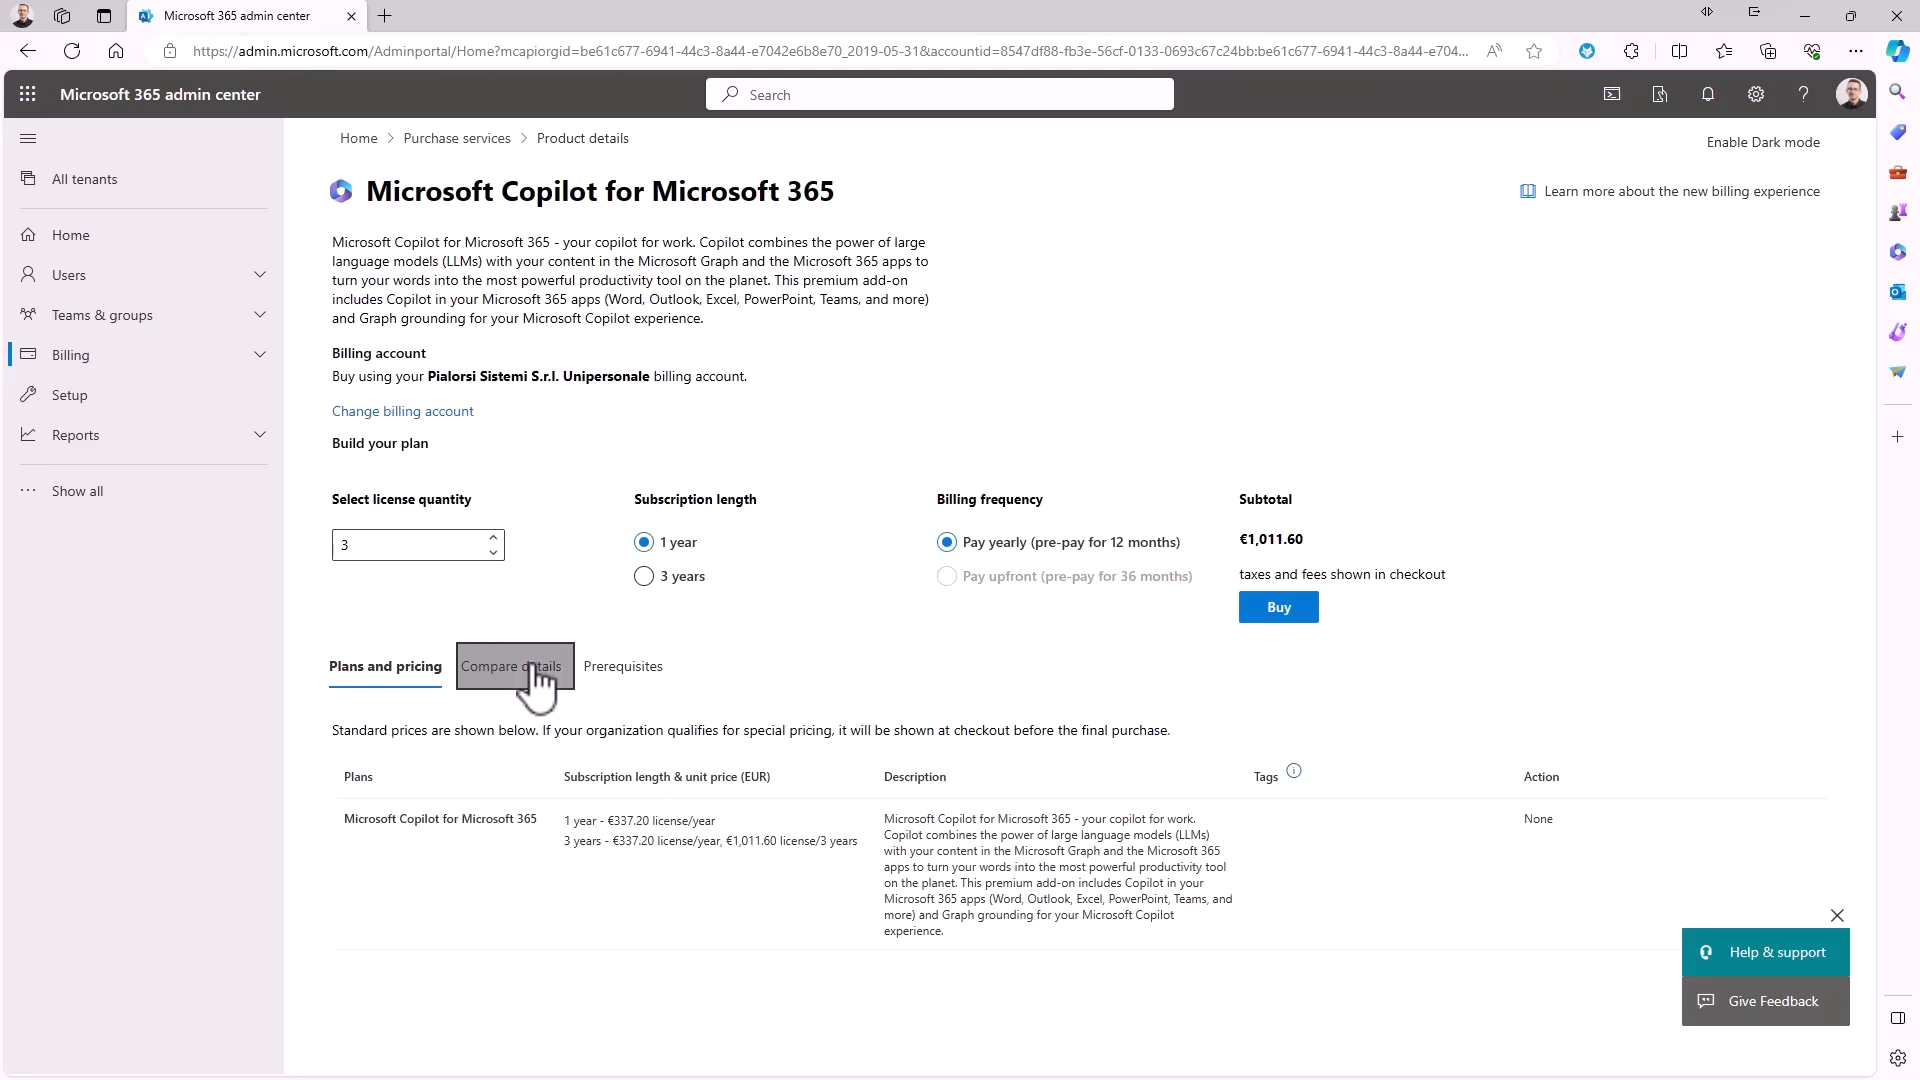 Microsoft 365 admin center
https://admin.microsoft.com/Adminportal/Home?mcapiorgid=be61c677-6941-44c3-8a44-e7042e6b8e70_2019-05-31&accountid=8547df88-fb3e-56cf-0133-0693c67c24bb:be61c677-6941-44c3-8a44-e704...
Microsoft 365 admin center
Search
All tenants
Home
Users
Teams & groups
Billing
Setup
Reports
Show all
Home > Purchase services > Product details
Enable Dark mode
Microsoft Copilot for Microsoft 365
Learn more about the new billing experience
Microsoft Copilot for Microsoft 365 - your copilot for work. Copilot combines the power of large
language models (LLMs) with your content in the Microsoft Graph and the Microsoft 365 apps to
turn your words into the most powerful productivity tool on the planet. This premium add-on
includes Copilot in your Microsoft 365 apps (Word, Outlook, Excel, PowerPoint, Teams, and more)
and Graph grounding for your Microsoft Copilot experience.
Billing account
Buy using your Pialorsi Sistemi S.r.l. Unipersonale billing account.
Change billing account
Build your plan
Select license quantity
3
Subscription length
1 year
3 years
Billing frequency
Pay yearly (pre-pay for 12 months)
Pay upfront (pre-pay for 36 months)
Subtotal
€1,011.60
taxes and fees shown in checkout
Buy
Plans and pricing
Compare details
Prerequisites
Standard prices are shown below. If your organization qualifies for special pricing, it will be shown at checkout before the final purchase.
Plans
Subscription length & unit price (EUR)
Description
Tags
Action
Microsoft Copilot for Microsoft 365
1 year - €337.20 license/year
3 years - €337.20 license/year, €1,011.60 license/3 years
Microsoft Copilot for Microsoft 365 - your copilot for work.
Copilot combines the power of large language models (LLMs)
with your content in the Microsoft Graph and the Microsoft 365
apps to turn your words into the most powerful productivity tool
on the planet. This premium add-on includes Copilot in your
Microsoft 365 apps (Word, Outlook, Excel, PowerPoint, Teams, and
more) and Graph grounding for your Microsoft Copilot
experience.
None
Help & support
Give Feedback